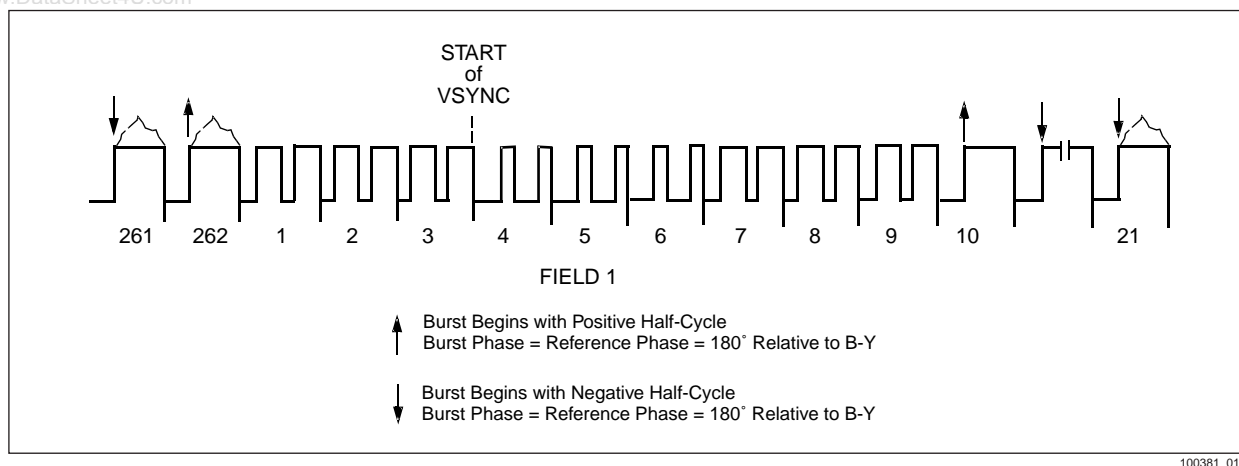 START
of
VSYNC
261 262 1 2 3 4 5 6 7 8 9 10 21
FIELD 1
Burst Begins with Positive Half-Cycle
Burst Phase = Reference Phase = 180˚ Relative to B-Y
Burst Begins with Negative Half-Cycle
Burst Phase = Reference Phase = 180˚ Relative to B-Y